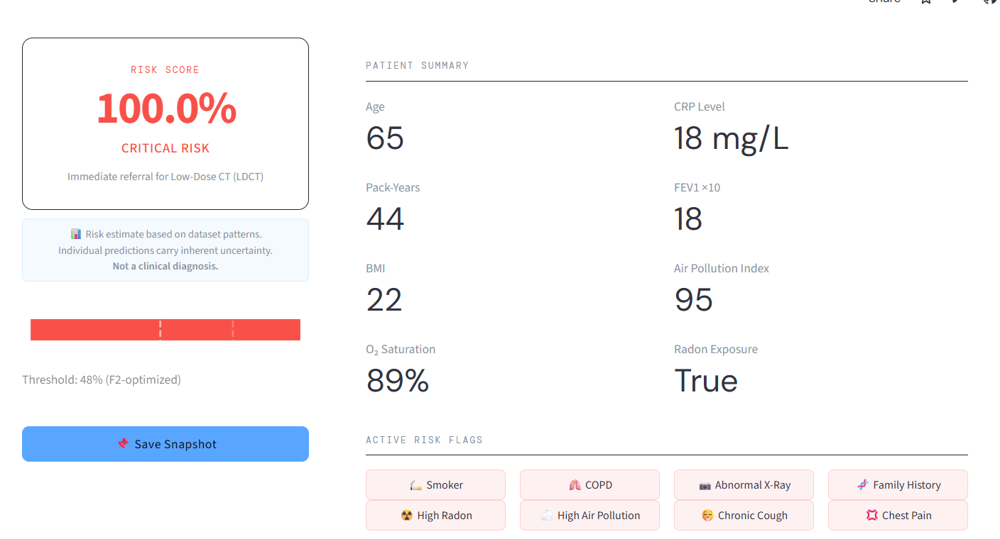 Share
RISK SCORE
100.0%
CRITICAL RISK
Immediate referral for Low-Dose CT (LDCT)
Risk estimate based on dataset patterns.
Individual predictions carry inherent uncertainty.
Not a clinical diagnosis.
Threshold: 48% (F2-optimized)
Save Snapshot
PATIENT SUMMARY
Age
65
CRP Level
18 mg/L
Pack-Years
44
FEV1 ×10
18
BMI
22
Air Pollution Index
95
O₂ Saturation
89%
Radon Exposure
True
ACTIVE RISK FLAGS
Smoker
COPD
Abnormal X-Ray
Family History
High Radon
High Air Pollution
Chronic Cough
Chest Pain